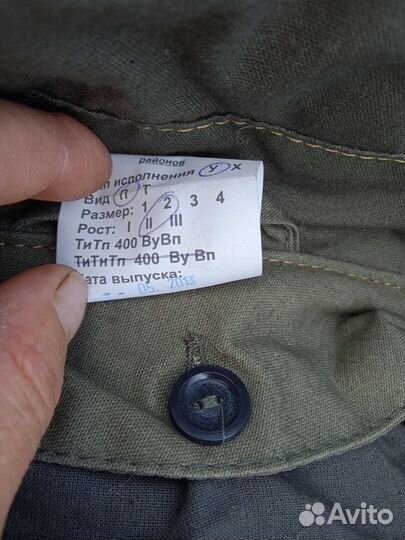 районов
Тип исполнения У Х
Вид П Т
Размер: 1 2 3 4
Рост: I II III
ТиТп 400 ВуВп
ТиТнТп 400 Ву Вп
Дата выпуска:
05. 2013
Avito